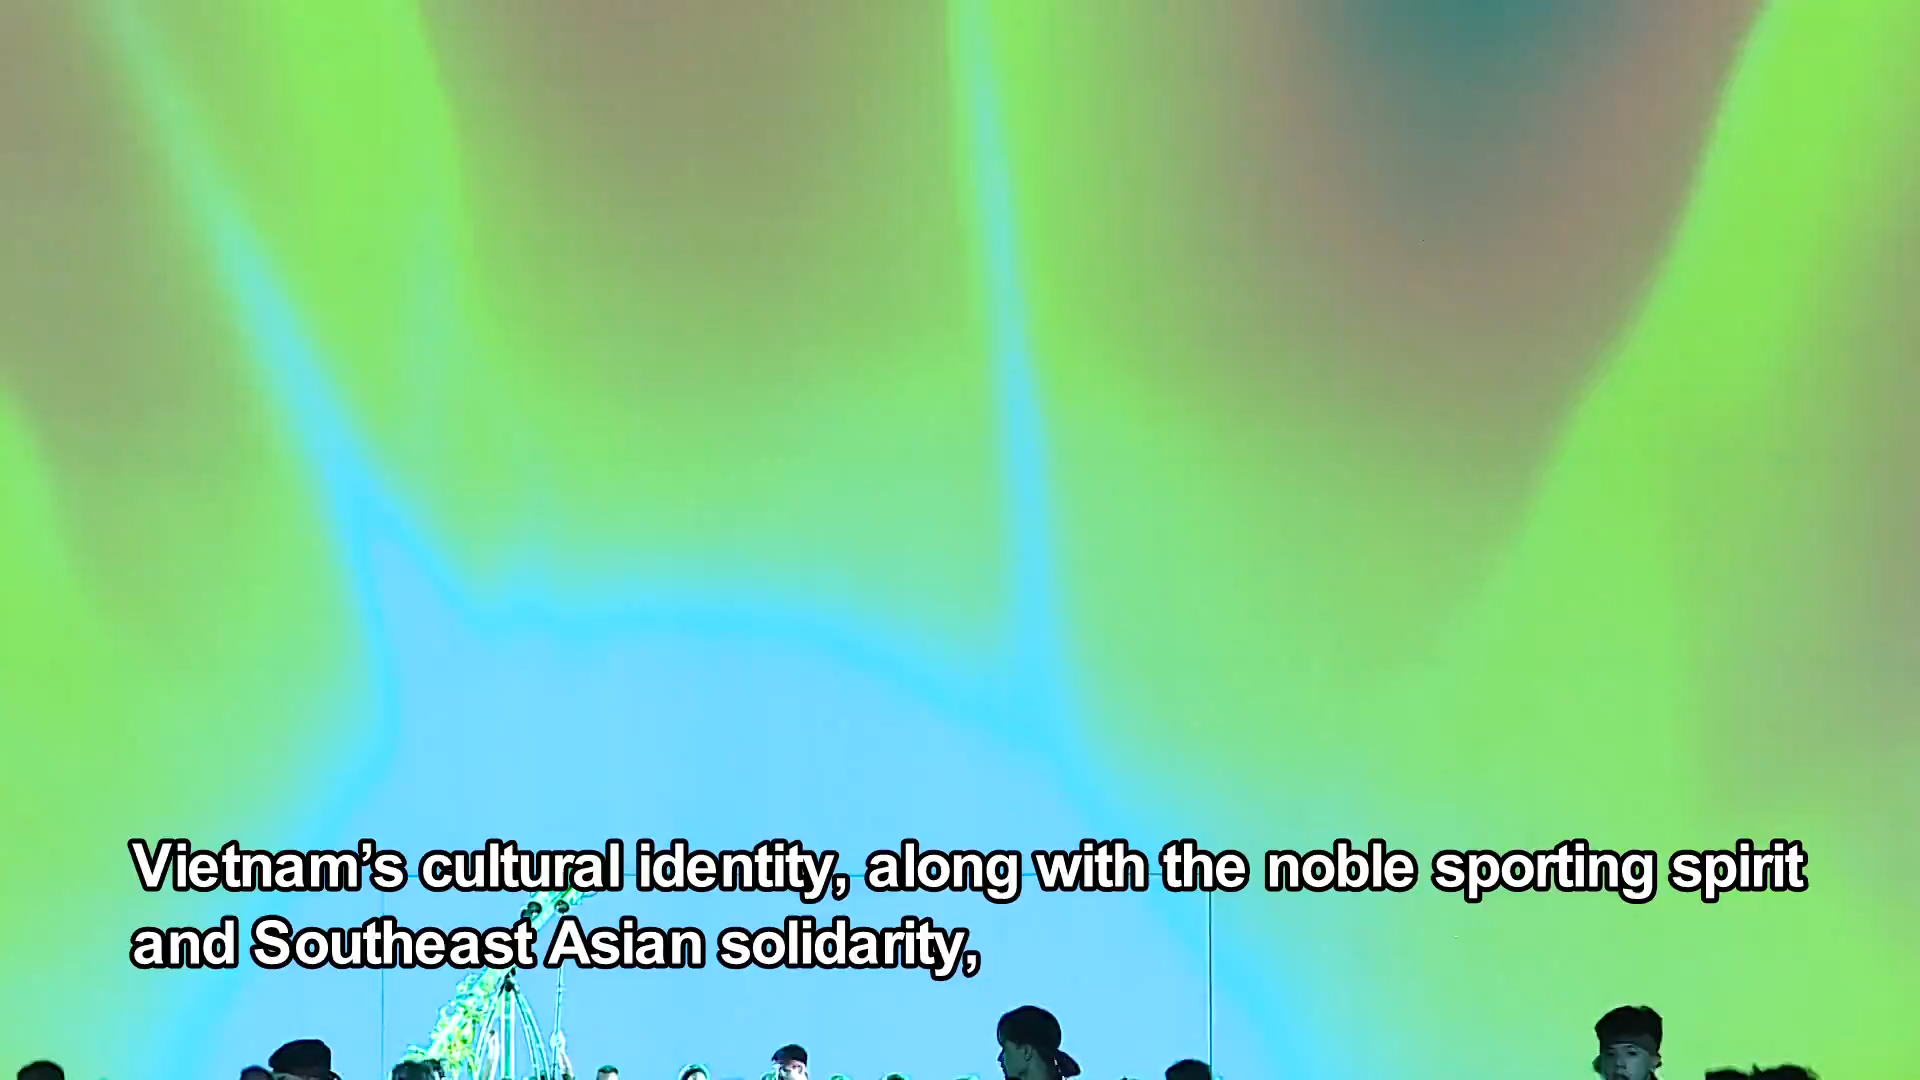 Vietnam’s cultural identity, along with the noble sporting spirit
and Southeast Asian solidarity,